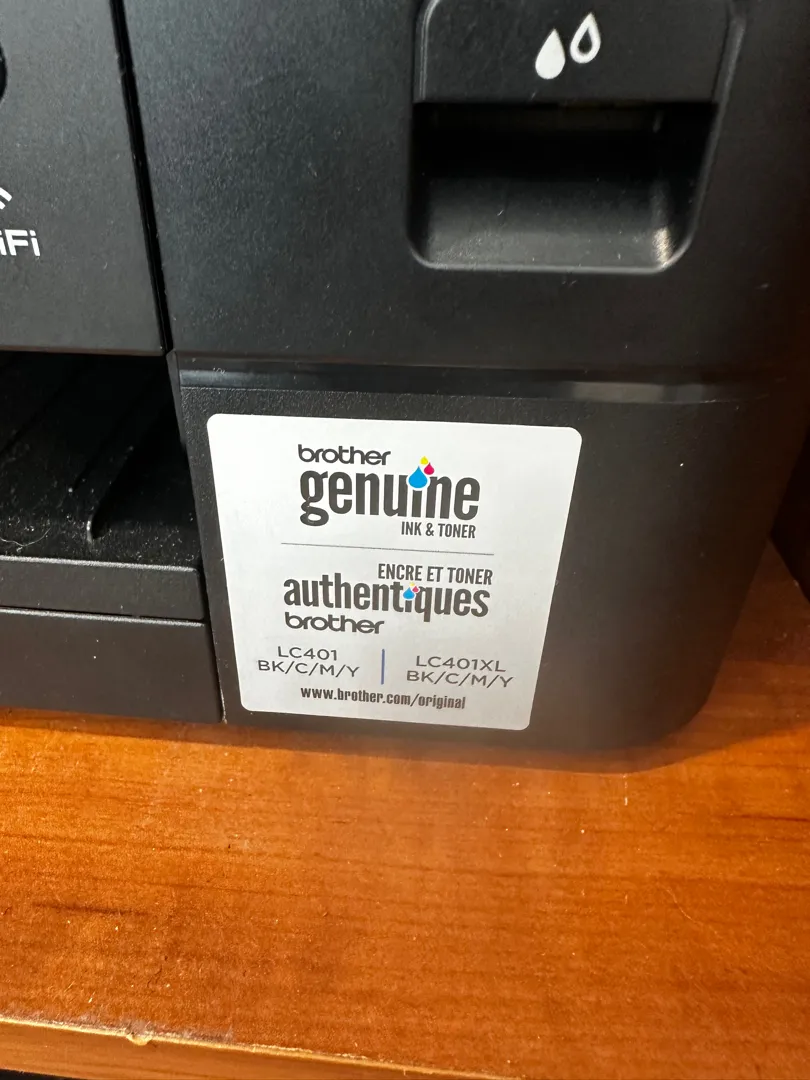 iFi
brother
genuine
INK & TONER
ENCRE ET TONER
authentiques
brother
LC401
BK/C/M/Y
LC401XL
BK/C/M/Y
www.brother.com/original